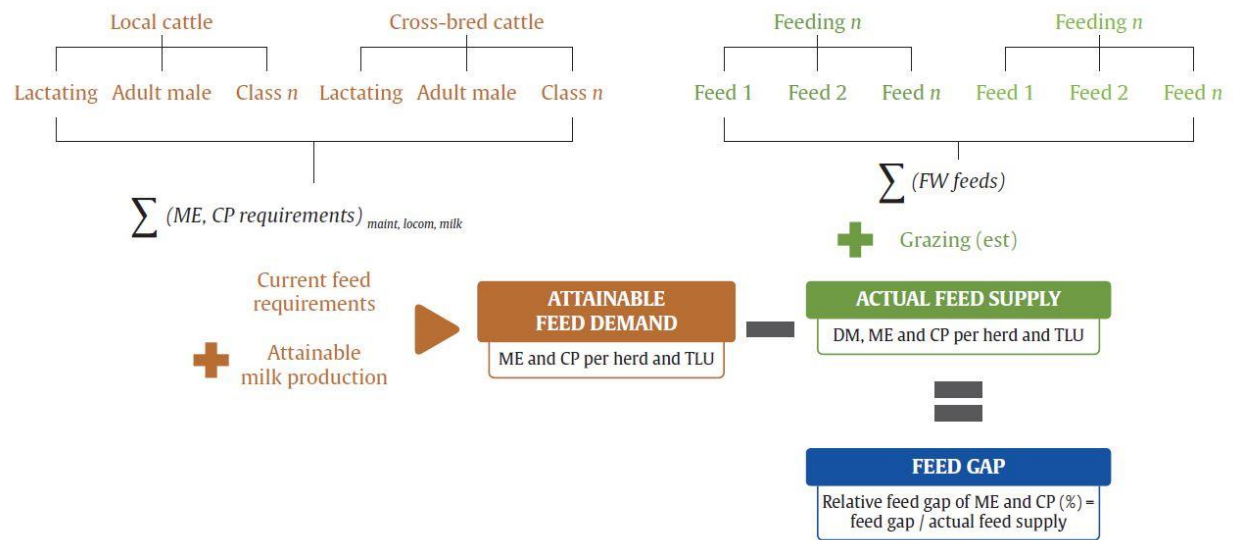 Local cattle
Cross-bred cattle
Lactating Adult male Class n Lactating Adult male Class n
∑ (ME, CP requirements) maint, locom, milk
Current feed
requirements
Attainable
milk production
ATTAINABLE
FEED DEMAND
ME and CP per herd and TLU
Feeding n
Feeding n
Feed 1 Feed 2 Feed n Feed 1 Feed 2 Feed n
∑ (FW feeds)
Grazing (est)
ACTUAL FEED SUPPLY
DM, ME and CP per herd and TLU
FEED GAP
Relative feed gap of ME and CP (%) =
feed gap / actual feed supply